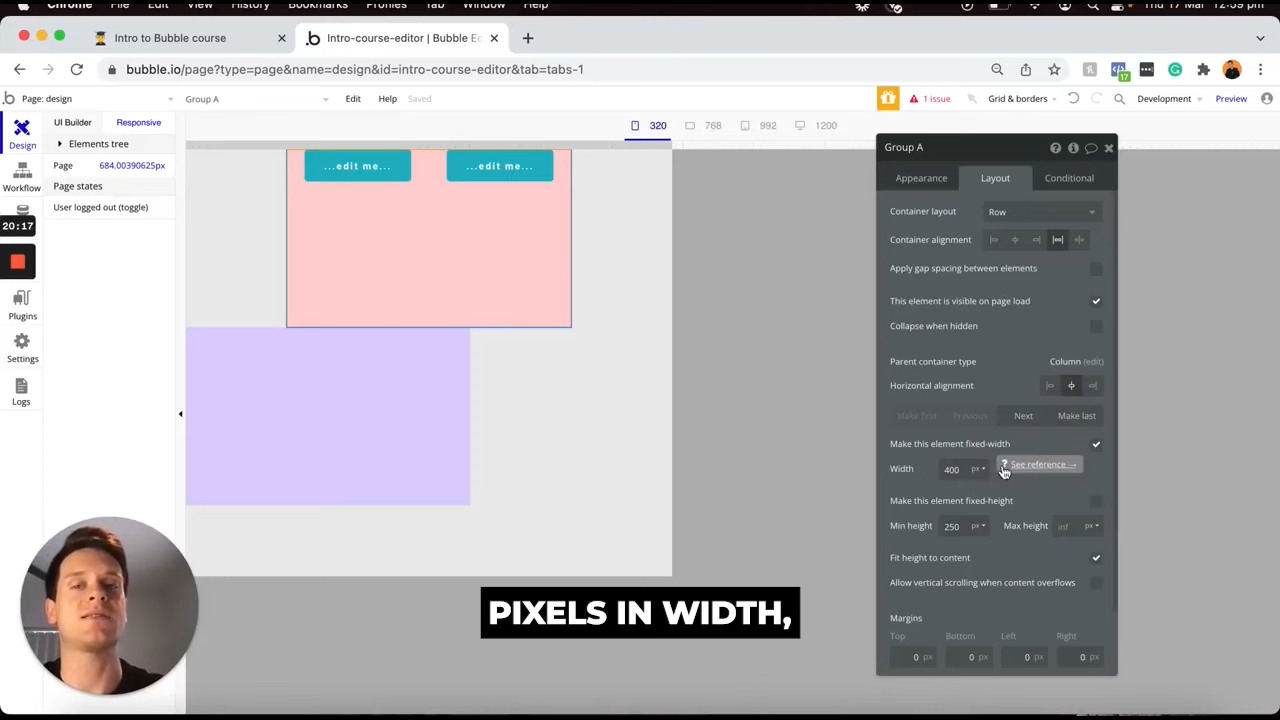 Chrome File Edit View History Bookmarks Profiles Tab Window Help
Thu 17 Mar 12:59 pm
Intro to Bubble course
Intro-course-editor | Bubble Ec
bubble.io/page?type=page&name=design&id=intro-course-editor&tab=tabs-1
17
Page: design
Group A
Edit
Help
Saved
1 issue
Grid & borders
Development
Preview
Design
Workflow
20:17
Plugins
Settings
Logs
UI Builder
Responsive
Elements tree
Page 684.00390625px
Page states
User logged out (toggle)
320
768
992
1200
...edit me...
...edit me...
Group A
Appearance
Layout
Conditional
Container layout Row
Container alignment
Apply gap spacing between elements
This element is visible on page load
Collapse when hidden
Parent container type Column (edit)
Horizontal alignment
Make first Previous Next Make last
Make this element fixed-width
Width 400 px ? See reference →
Make this element fixed-height
Min height 250 px Max height inf px
Fit height to content
Allow vertical scrolling when content overflows
Margins
Top Bottom Left Right
0 px 0 px 0 px 0 px
PIXELS IN WIDTH,